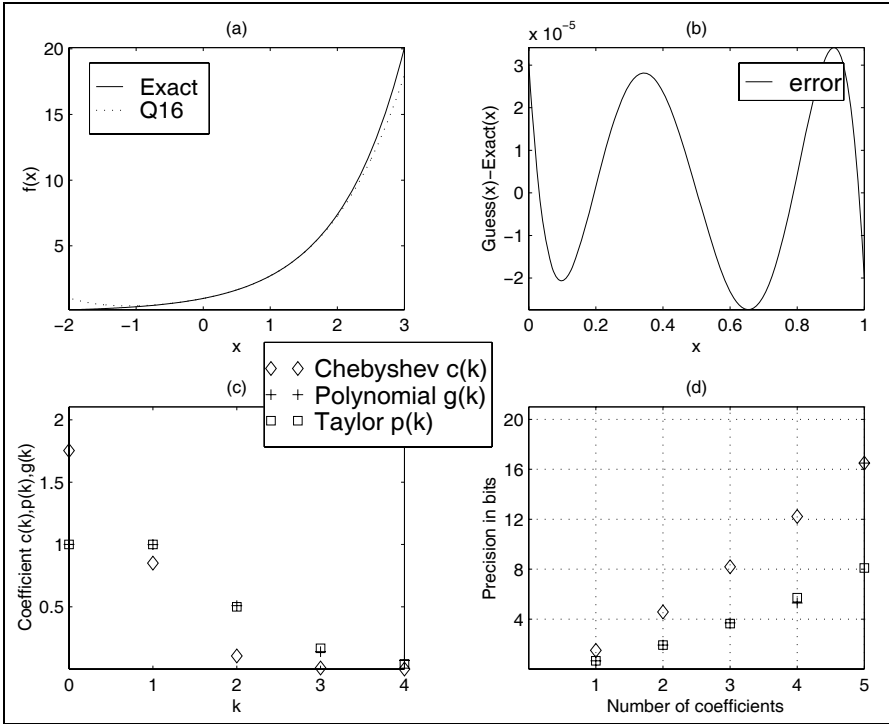 (a)
20
15
10
5
f(x)
Exact
Q16
−2
−1
0
1
2
3
x
(b)
x 10⁻⁵
3
2
1
0
−1
−2
Guess(x)−Exact(x)
error
0
0.2
0.4
0.6
0.8
1
x
Chebyshev c(k)
Polynomial g(k)
Taylor p(k)
(c)
2
1.5
1
0.5
Coefficient c(k),p(k),g(k)
0
1
2
3
4
k
(d)
20
16
12
8
4
Precision in bits
1
2
3
4
5
Number of coefficients